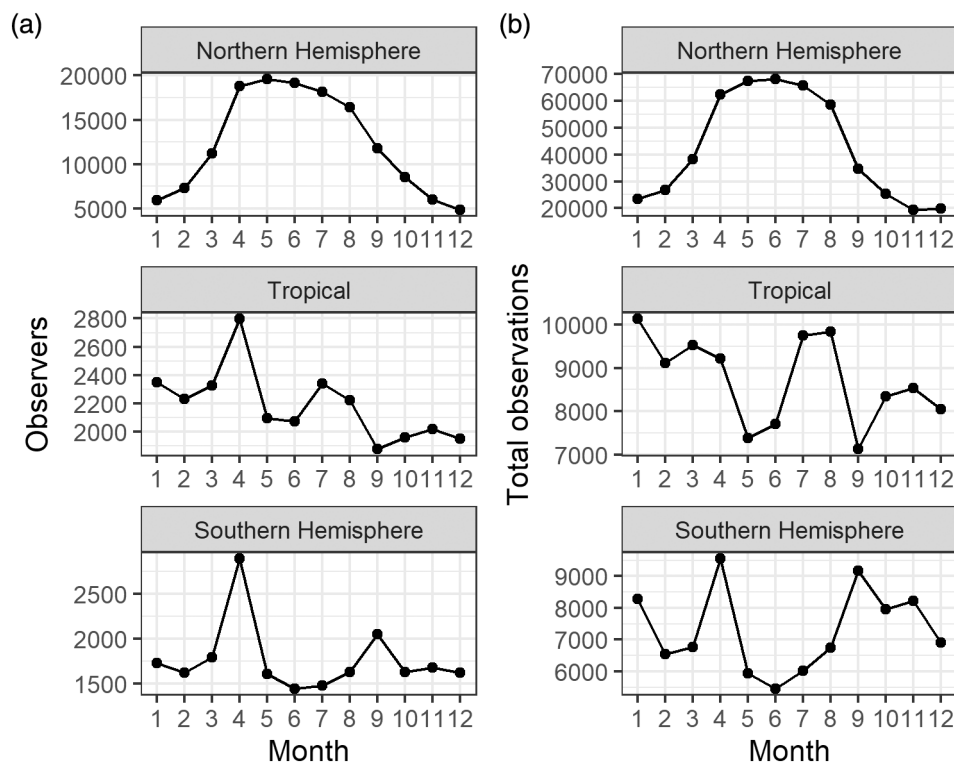 (a)
Northern Hemisphere
20000
15000
10000
5000
1 2 3 4 5 6 7 8 9 10 11 12
Tropical
2800
2600
2400
2200
2000
1 2 3 4 5 6 7 8 9 10 11 12
Southern Hemisphere
2500
2000
1500
1 2 3 4 5 6 7 8 9 10 11 12
Observers
Month
(b)
Northern Hemisphere
70000
60000
50000
40000
30000
20000
1 2 3 4 5 6 7 8 9 10 11 12
Tropical
10000
9000
8000
7000
1 2 3 4 5 6 7 8 9 10 11 12
Southern Hemisphere
9000
8000
7000
6000
1 2 3 4 5 6 7 8 9 10 11 12
Total observations
Month